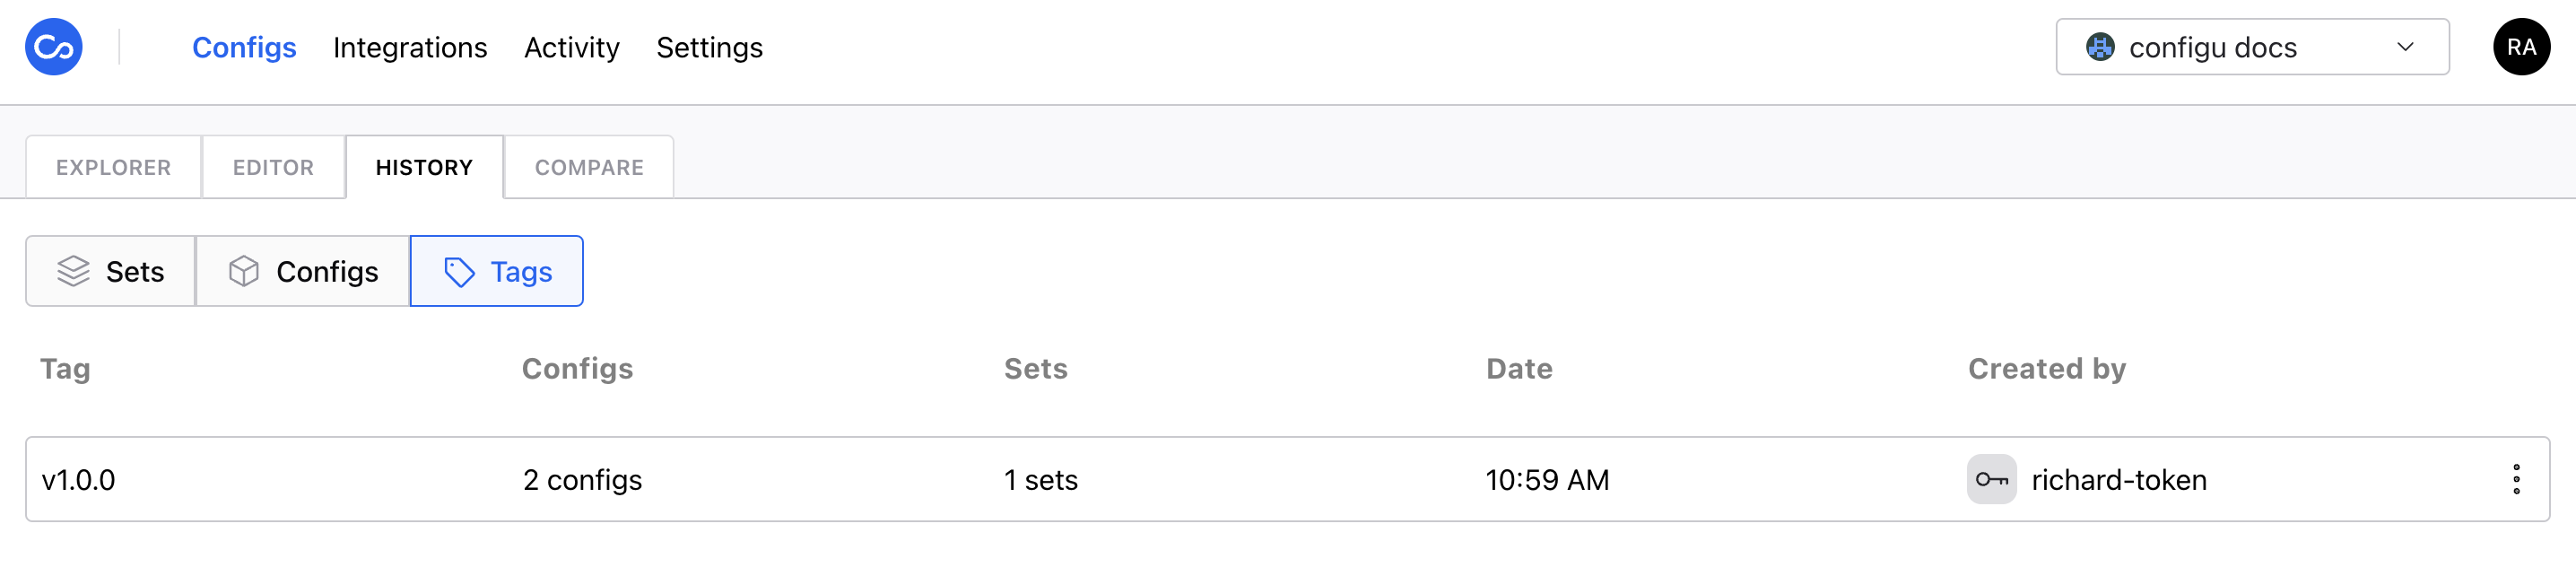 Configs Integrations Activity Settings configu docs RA
EXPLORER EDITOR HISTORY COMPARE
Sets Configs Tags
Tag Configs Sets Date Created by
v1.0.0 2 configs 1 sets 10:59 AM richard-token